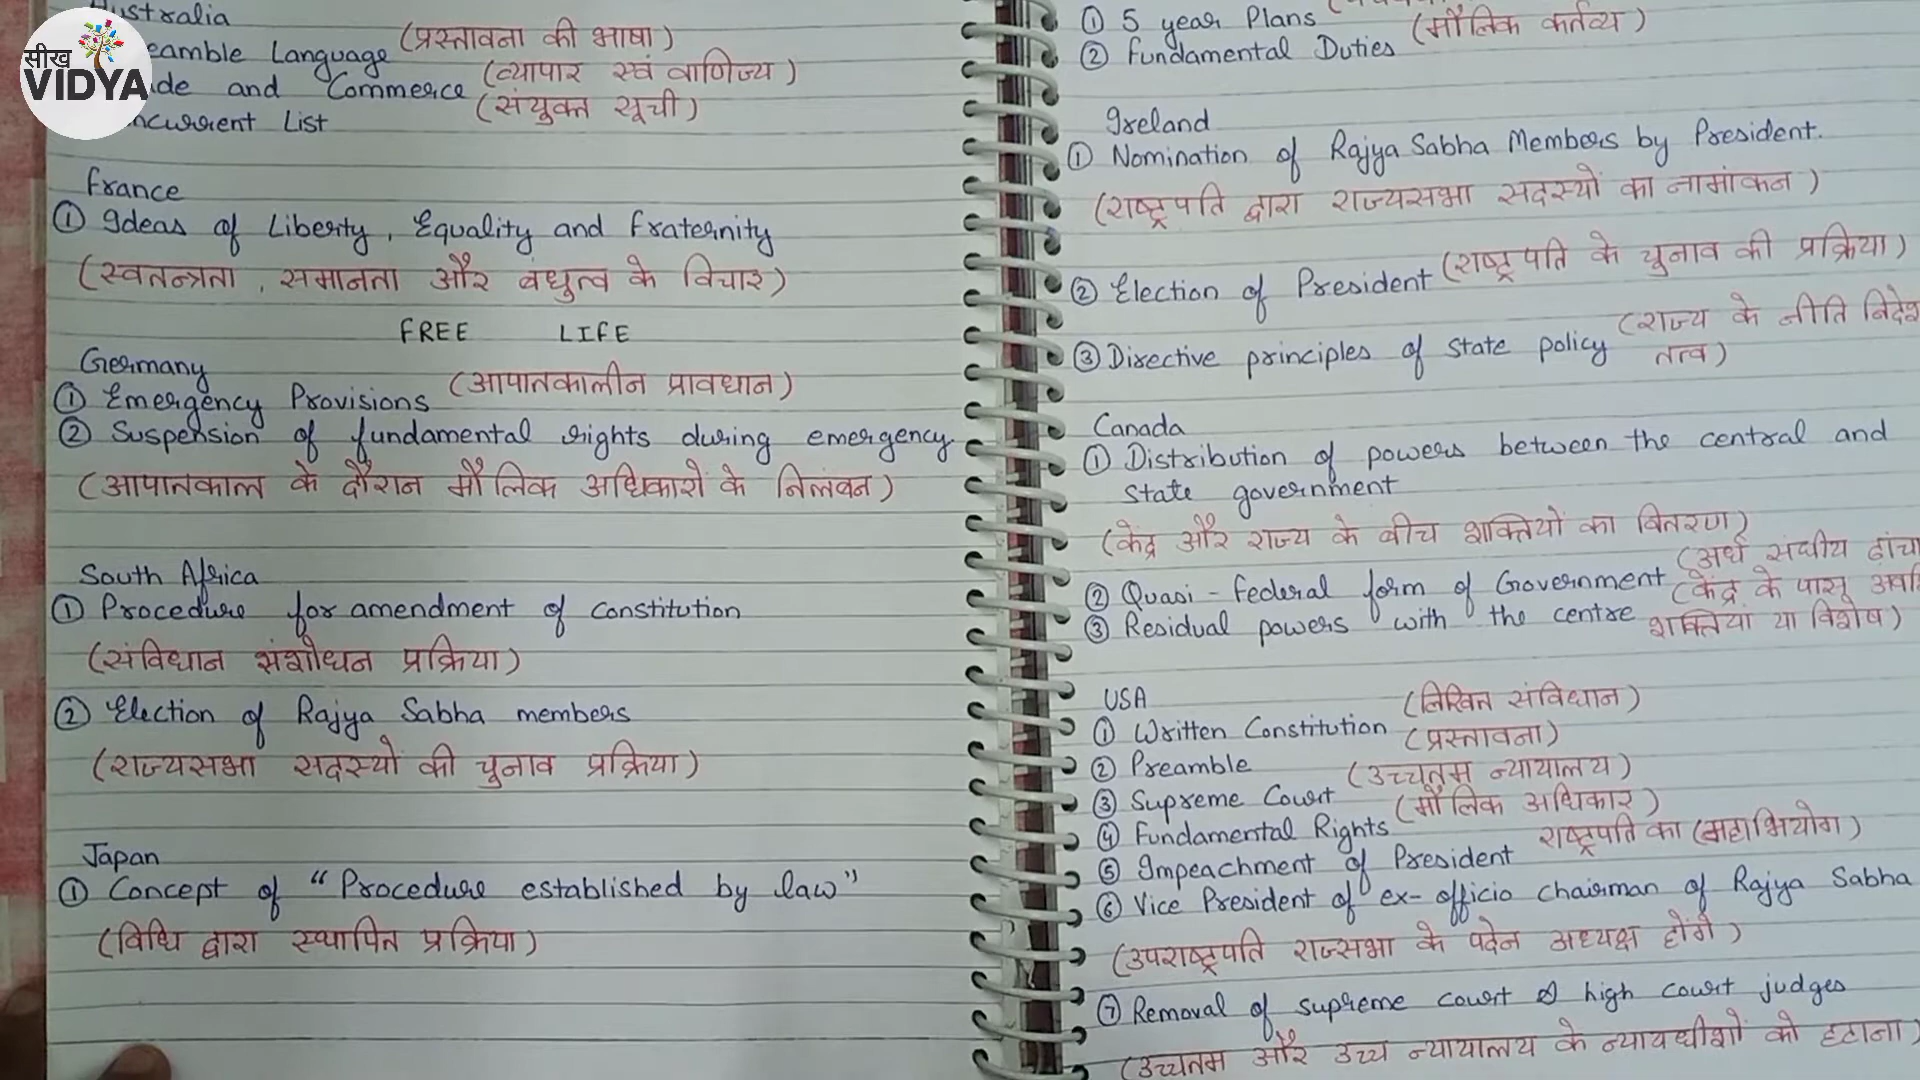 सीख
VIDYA
Australia
eamble Language (प्रस्तावना की भाषा)
ade and Commerce (व्यापार एवं वाणिज्य)
ncurrent List (संयुक्त सूची)
France
① Ideas of Liberty, Equality and Fraternity
(स्वतन्त्रता, समानता और बंधुत्व के विचार)
FREE LIFE
Germany
① Emergency Provisions (आपातकालीन प्रावधान)
② Suspension of fundamental rights during emergency
(आपातकाल के दौरान मौलिक अधिकारों के निलंबन)
South Africa
① Procedure for amendment of constitution
(संविधान संशोधन प्रक्रिया)
② Election of Rajya Sabha members
(राज्यसभा सदस्यों की चुनाव प्रक्रिया)
Japan
① Concept of “Procedure established by law”
(विधि द्वारा स्थापित प्रक्रिया)
① 5 year Plans
② Fundamental Duties (मौलिक कर्तव्य)
Ireland
① Nomination of Rajya Sabha Members by President.
(राष्ट्रपति द्वारा राज्यसभा सदस्यों का नामांकन)
② Election of President (राष्ट्रपति के चुनाव की प्रक्रिया)
③ Directive principles of state policy (राज्य के नीति निदेश
तत्व)
Canada
① Distribution of powers between the central and
state government
(केंद्र और राज्य के बीच शक्तियों का वितरण)
② Quasi-Federal form of Government (अर्ध संघीय ढांचा
③ Residual powers with the centre (केंद्र के पास
शक्तियां या विशेष)
USA
① Written Constitution (लिखित संविधान)
② Preamble (प्रस्तावना)
③ Supreme Court (उच्चतम न्यायालय)
④ Fundamental Rights (मौलिक अधिकार)
⑤ Impeachment of President राष्ट्रपति का (महाभियोग)
⑥ Vice President of ex-officio chairman of Rajya Sabha
(उपराष्ट्रपति राज्सभा के पदेन अध्यक्ष होंगे)
⑦ Removal of supreme court & high court judges
(उच्चतम और उच्च न्यायालय के न्यायधीशों को हटाना)